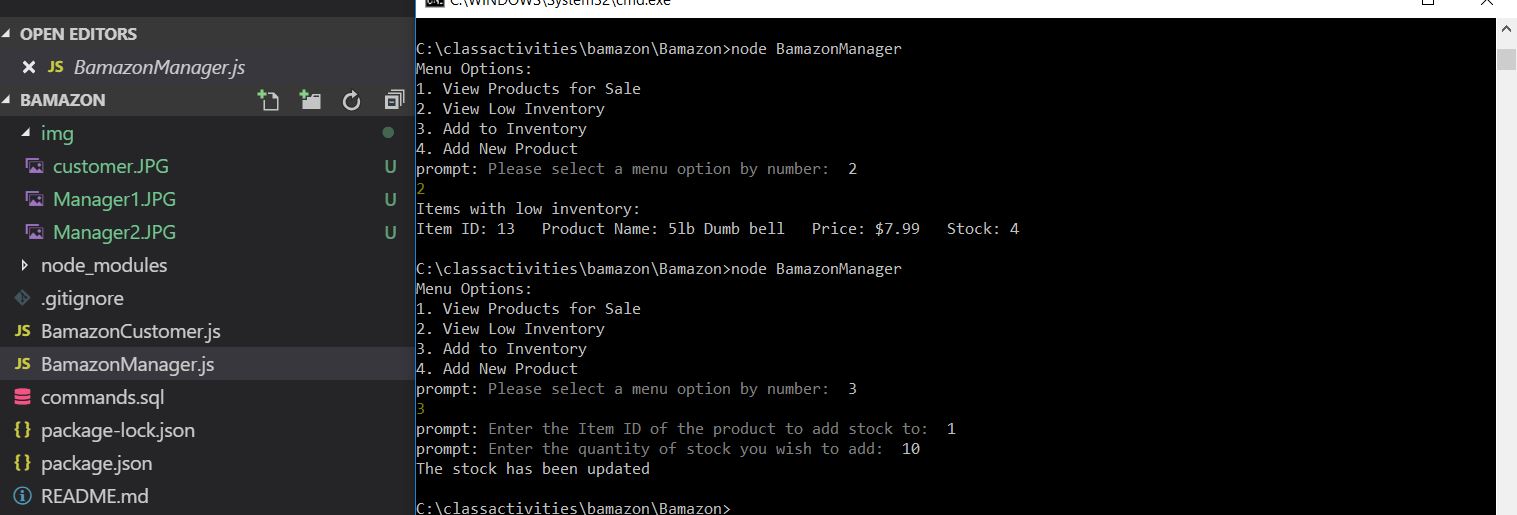 OPEN EDITORS
JS BamazonManager.js
BAMAZON
img
customer.JPG U
Manager1.JPG U
Manager2.JPG U
node_modules
.gitignore
JS BamazonCustomer.js
JS BamazonManager.js
commands.sql
{} package-lock.json
{} package.json
README.md
C:\WINDOWS\System32\cmd.exe
C:\classactivities\bamazon\Bamazon>node BamazonManager
Menu Options:
1. View Products for Sale
2. View Low Inventory
3. Add to Inventory
4. Add New Product
prompt: Please select a menu option by number:  2
2
Items with low inventory:
Item ID: 13   Product Name: 5lb Dumb bell   Price: $7.99   Stock: 4
C:\classactivities\bamazon\Bamazon>node BamazonManager
Menu Options:
1. View Products for Sale
2. View Low Inventory
3. Add to Inventory
4. Add New Product
prompt: Please select a menu option by number:  3
3
prompt: Enter the Item ID of the product to add stock to:  1
prompt: Enter the quantity of stock you wish to add:  10
The stock has been updated
C:\classactivities\bamazon\Bamazon>